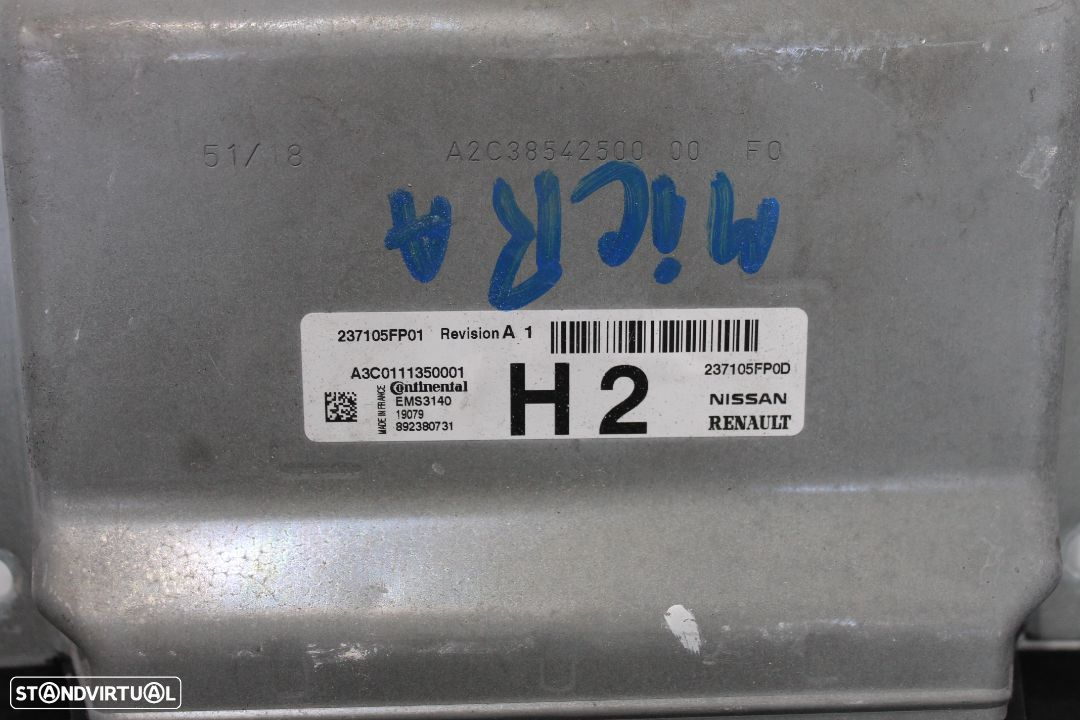 51/18 A2C38542500 00 F0
MiCRA
237105FP01 Revision A 1
A3C0111350001
Continental
EMS3140
19079
892380731
MADE IN FRANCE
H2
237105FP0D
NISSAN
RENAULT
STANDVIRTUAL